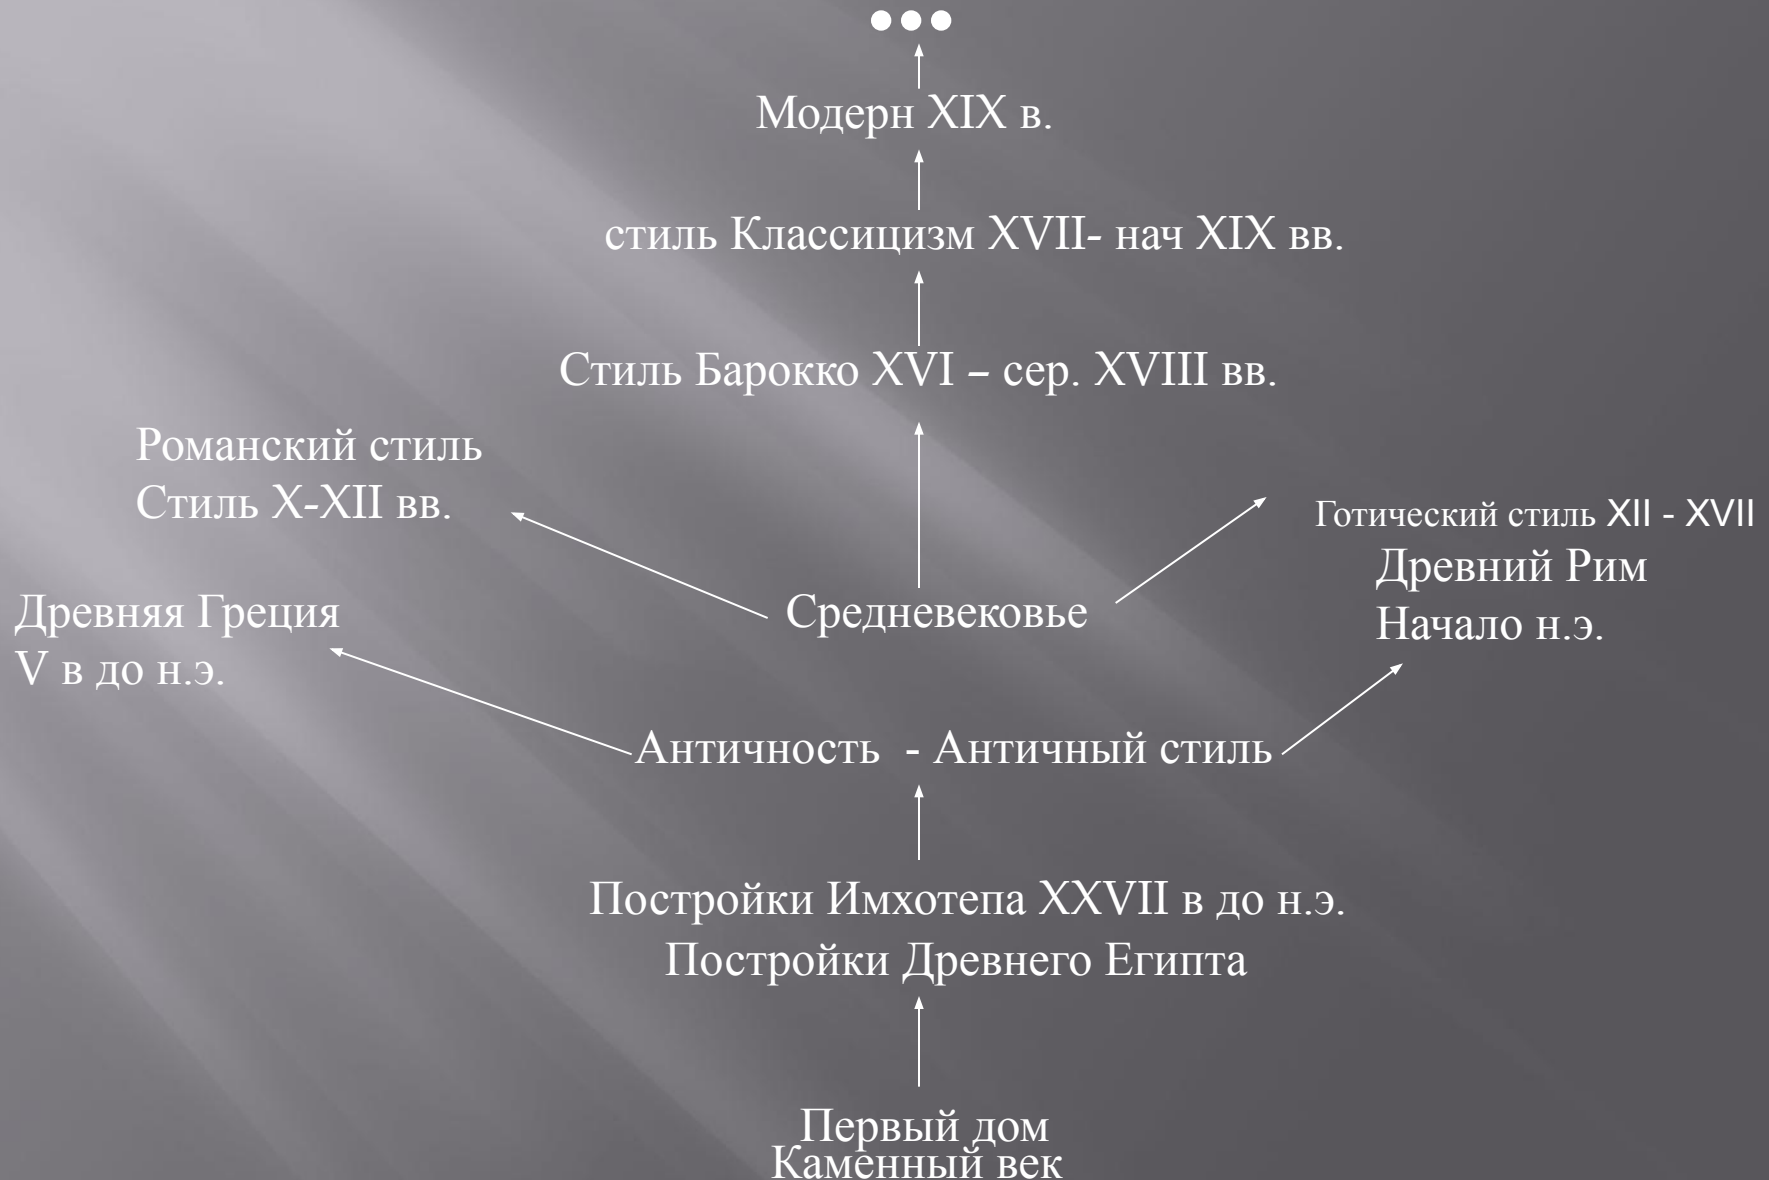 •••
Модерн XIX в.
стиль Классицизм XVII- нач XIX вв.
Стиль Барокко XVI – сер. XVIII вв.
Романский стиль
Стиль X-XII вв.
Готический стиль XII - XVII
Древний Рим
Начало н.э.
Средневековье
Древняя Греция
V в до н.э.
Античность - Античный стиль
Постройки Имхотепа XXVII в до н.э.
Постройки Древнего Египта
Первый дом
Каменный век